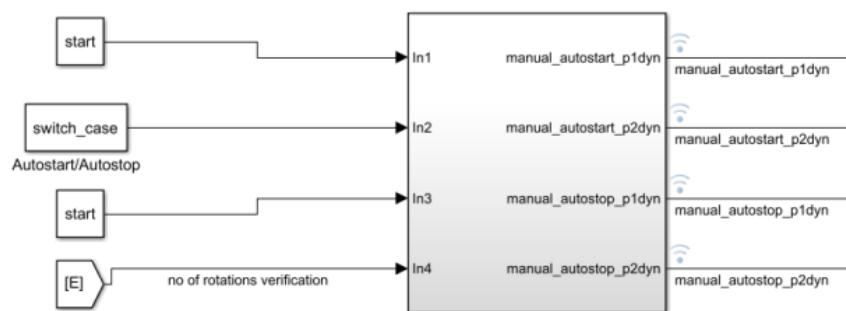 start
In1
manual_autostart_p1dyn
manual_autostart_p1dyn
switch_case
In2
manual_autostart_p2dyn
manual_autostart_p2dyn
Autostart/Autostop
start
In3
manual_autostop_p1dyn
manual_autostop_p1dyn
[E]
no of rotations verification
In4
manual_autostop_p2dyn
manual_autostop_p2dyn